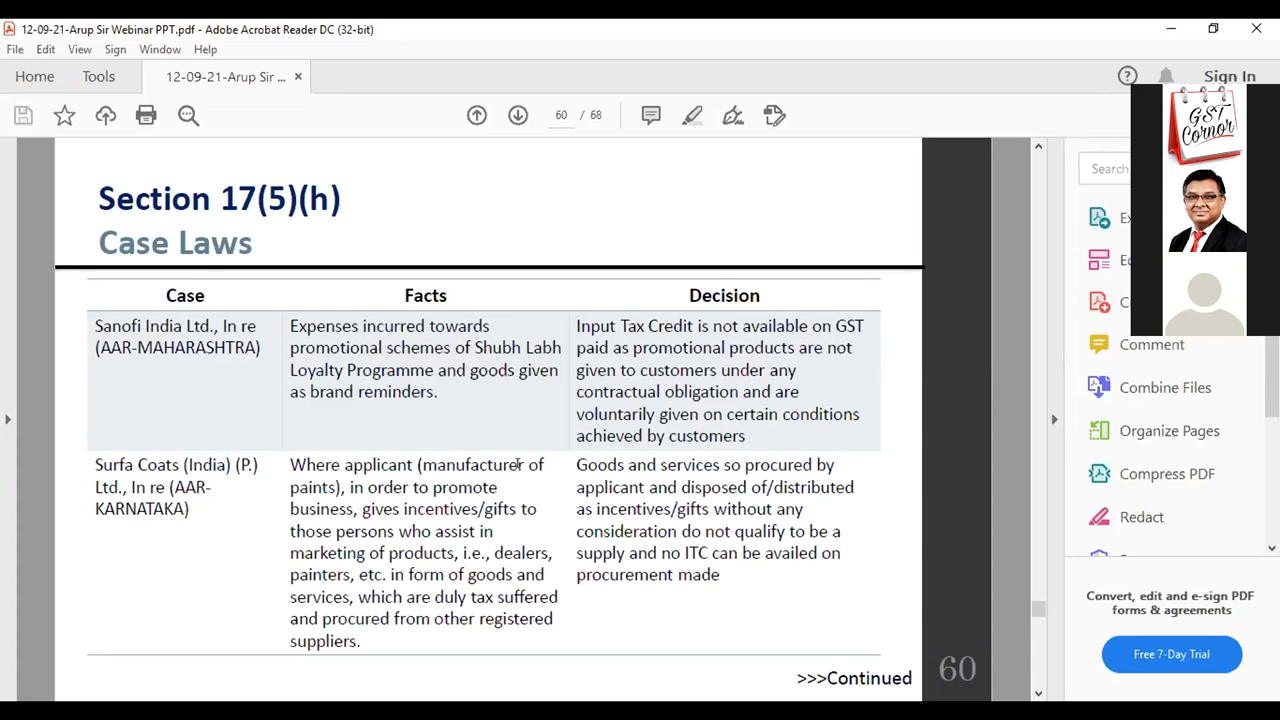 12-09-21-Arup Sir Webinar PPT.pdf - Adobe Acrobat Reader DC (32-bit)
File Edit View Sign Window Help
Home Tools 12-09-21-Arup Sir ... × Sign In
60 / 68
GST
Corner
Section 17(5)(h)
Case Laws
Case Facts Decision
Sanofi India Ltd., In re
(AAR-MAHARASHTRA)
Expenses incurred towards
promotional schemes of Shubh Labh
Loyalty Programme and goods given
as brand reminders.
Input Tax Credit is not available on GST
paid as promotional products are not
given to customers under any
contractual obligation and are
voluntarily given on certain conditions
achieved by customers
Surfa Coats (India) (P.)
Ltd., In re (AAR-
KARNATAKA)
Where applicant (manufacturer of
paints), in order to promote
business, gives incentives/gifts to
those persons who assist in
marketing of products, i.e., dealers,
painters, etc. in form of goods and
services, which are duly tax suffered
and procured from other registered
suppliers.
Goods and services so procured by
applicant and disposed of/distributed
as incentives/gifts without any
consideration do not qualify to be a
supply and no ITC can be availed on
procurement made
>>>Continued
60
Search
Comment
Combine Files
Organize Pages
Compress PDF
Redact
Convert, edit and e-sign PDF
forms & agreements
Free 7-Day Trial